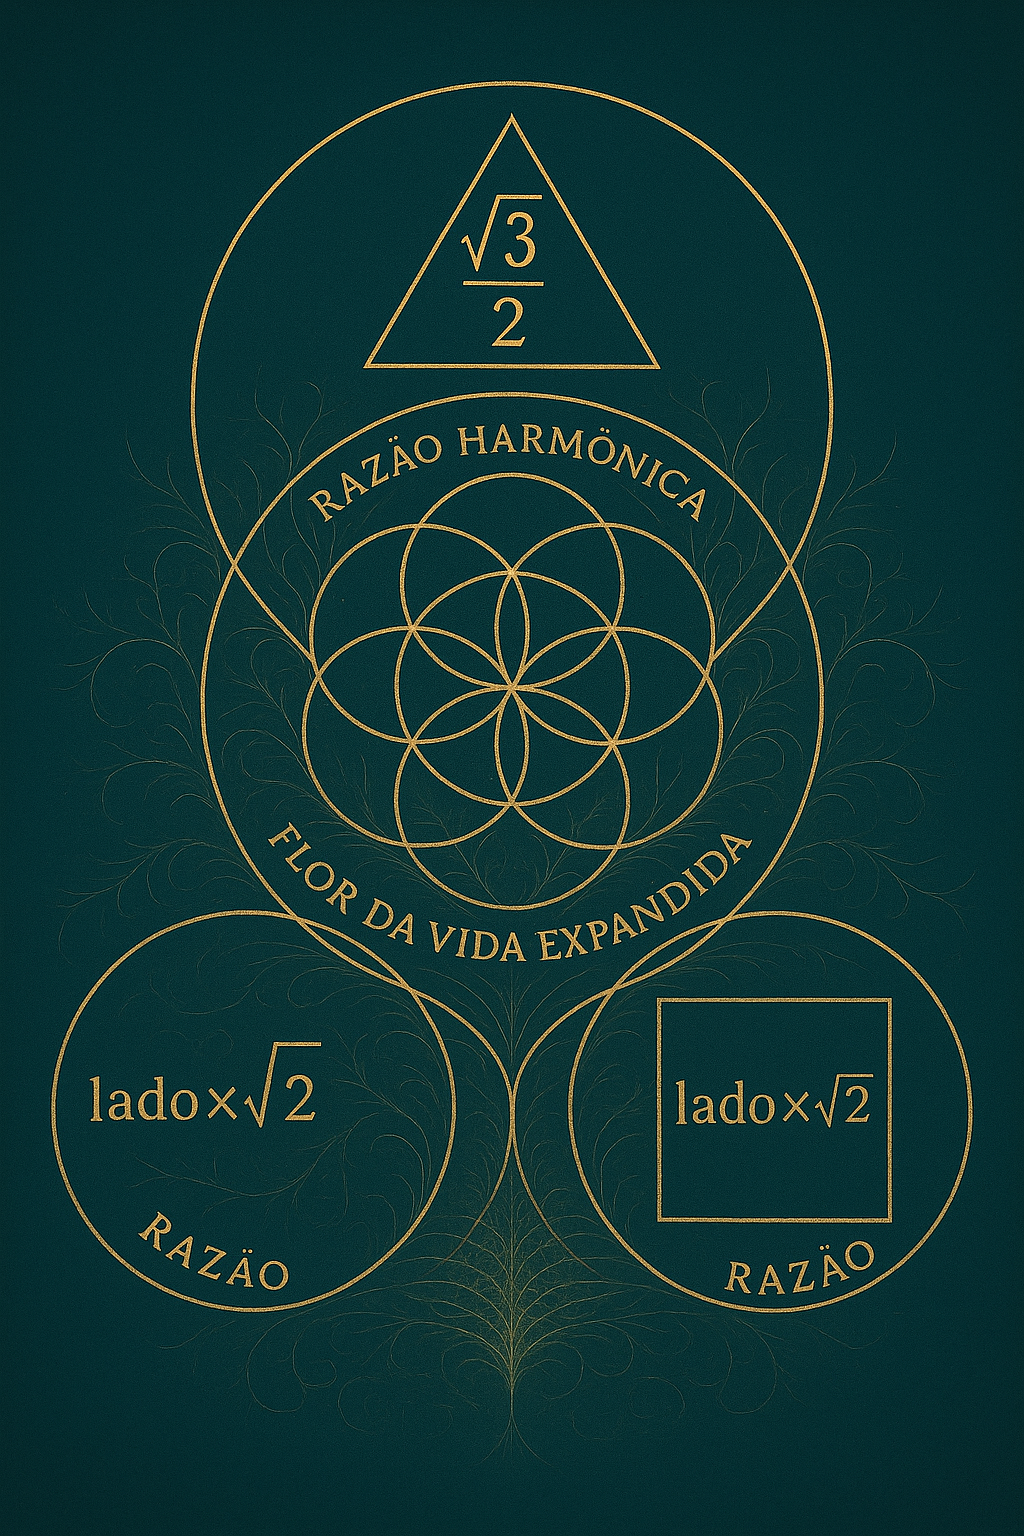 √3
2
RAZÄO HARMÖNICA
FLOR DA VIDA EXPANDIDA
lado×√2
lado×√2
RAZÄO
RAZÄO